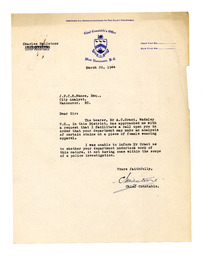 Chief Constable's Office
West Vancouver, B.C.
Charles Hailstone
March 20, 1944
J.F.C.B.Vance, Esq.,
City Analyst,
Vancouver. BC.
Dear Sir:
The bearer, Mr A.C.Grant,
in this District, has approached me with
a request that I facilitate a call upon you in
order that your department may make an analysis
of certain stains on a piece of female wearing
apparel.
I was unable to inform Mr Grant as
to whether your department undertook work of
this nature, it not having come within the scope
of a police investigation.
Yours faithfully,
Chief Constable.